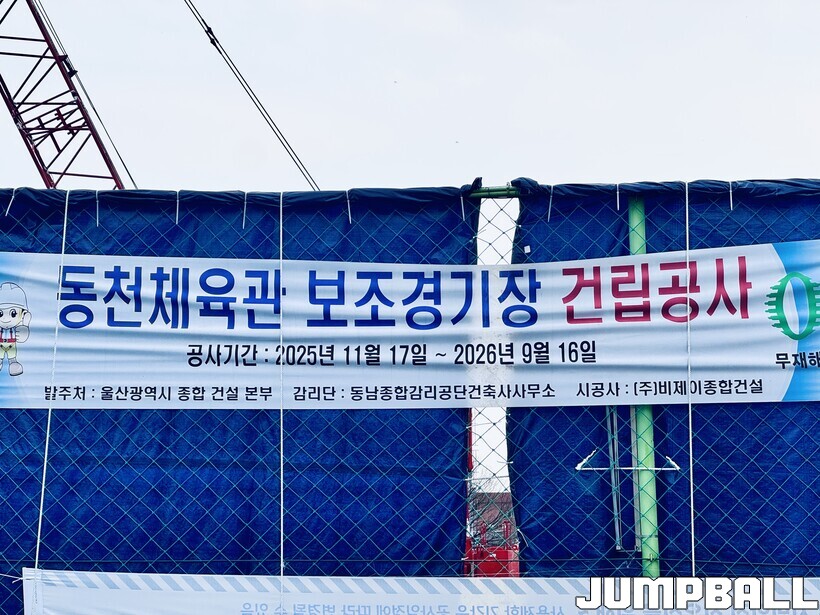 동천체육관 보조경기장 건립공사
공사기간 : 2025년 11월 17일 ~ 2026년 9월 16일
무재해
발주처 : 울산광역시 종합 건설 본부 감리단 : 동남종합감리공단건축사사무소 시공사 : (주)비제이종합건설
JUMPBALL